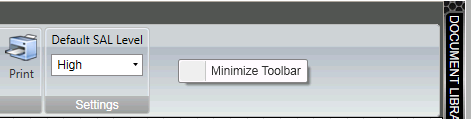 Default SAL Level
High
Print
Minimize Toolbar
Settings
DOCUMENT LIBRA